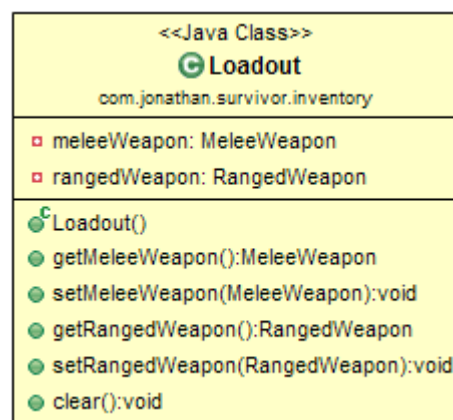 <<Java Class>>
C Loadout
com.jonathan.survivor.inventory
meleeWeapon: MeleeWeapon
rangedWeapon: RangedWeapon
C Loadout()
getMeleeWeapon():MeleeWeapon
setMeleeWeapon(MeleeWeapon):void
getRangedWeapon():RangedWeapon
setRangedWeapon(RangedWeapon):void
clear():void